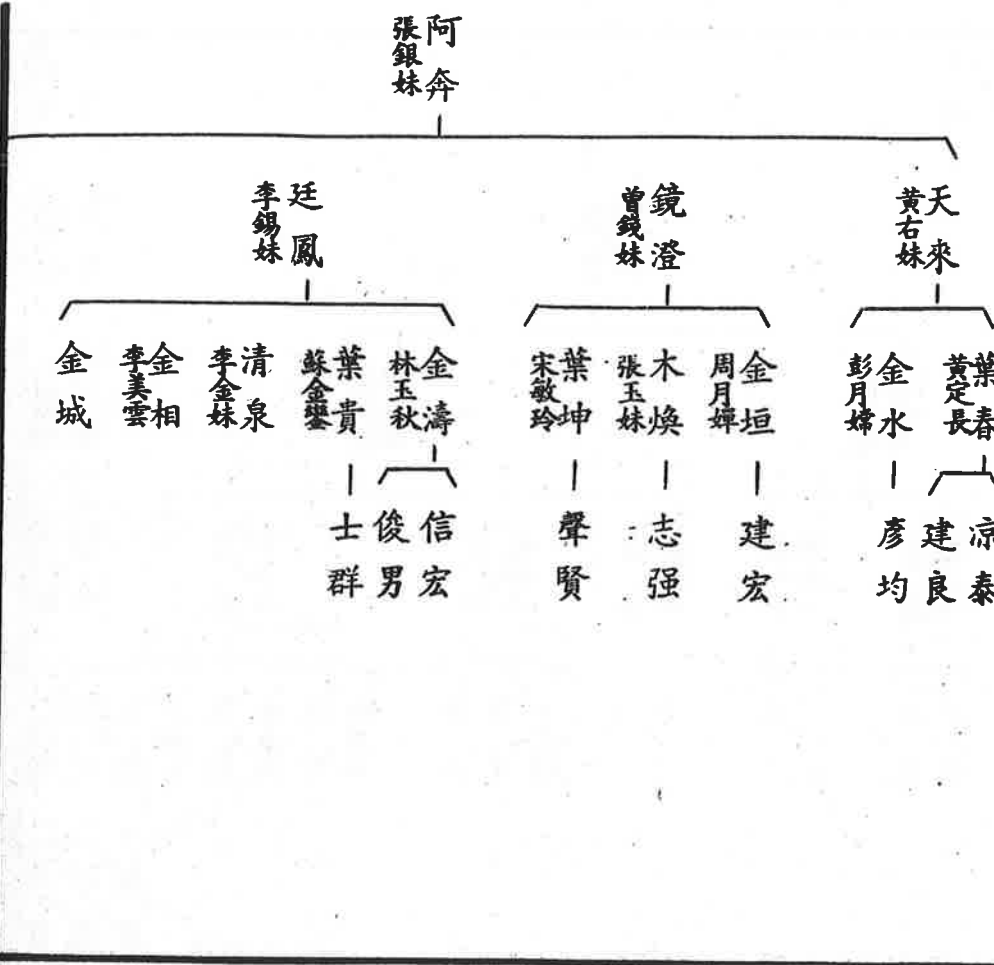 阿奔
張銀妹
天來
黃右妹
鏡澄
曾錢妹
廷鳳
李錫妹
葉春
黃定長
金水
彭月嫦
金垣
周月嬋
木煥
張玉妹
葉坤
宋敏玲
金濤
林玉秋
葉貴
蘇金鑾
清泉
李金妹
金相
李美雲
金城
凉泰
建良
彥均
建宏
志强
聲賢
信宏
俊男
士群